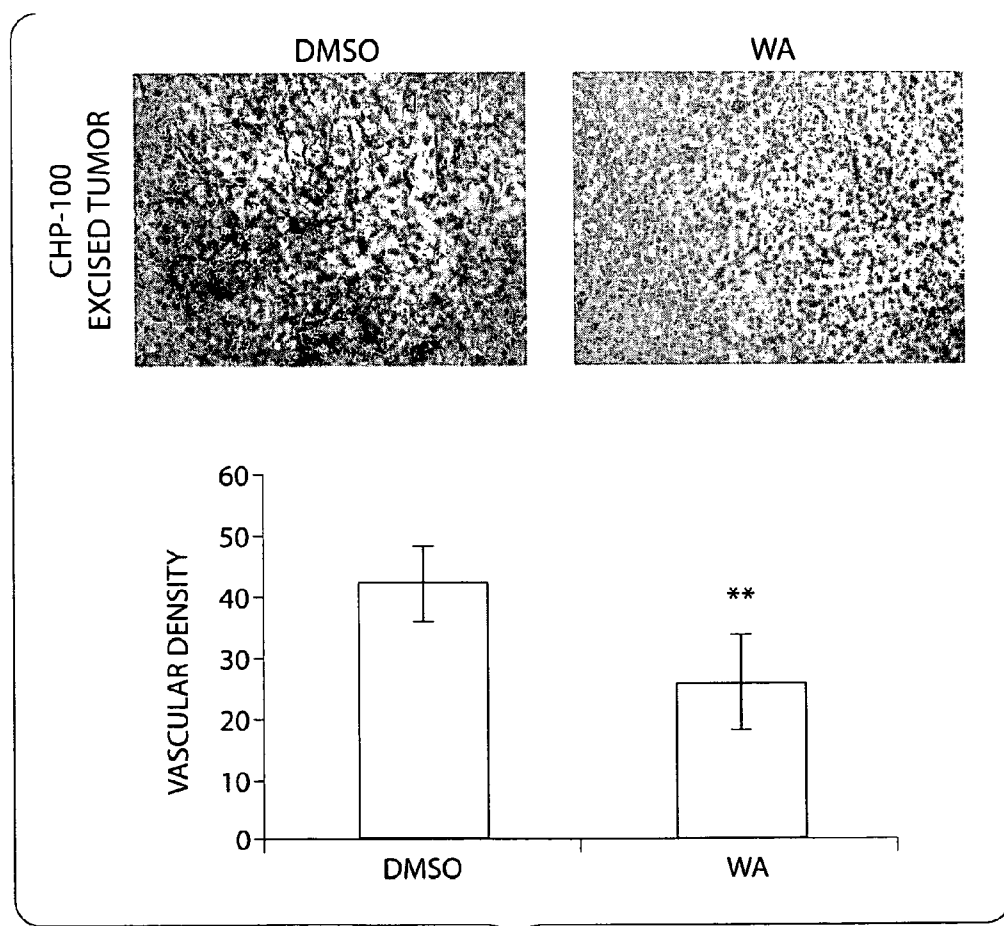 DMSO
WA
CHP-100
EXCISED TUMOR
60
50
40
30
20
10
0
VASCULAR DENSITY
**
DMSO
WA